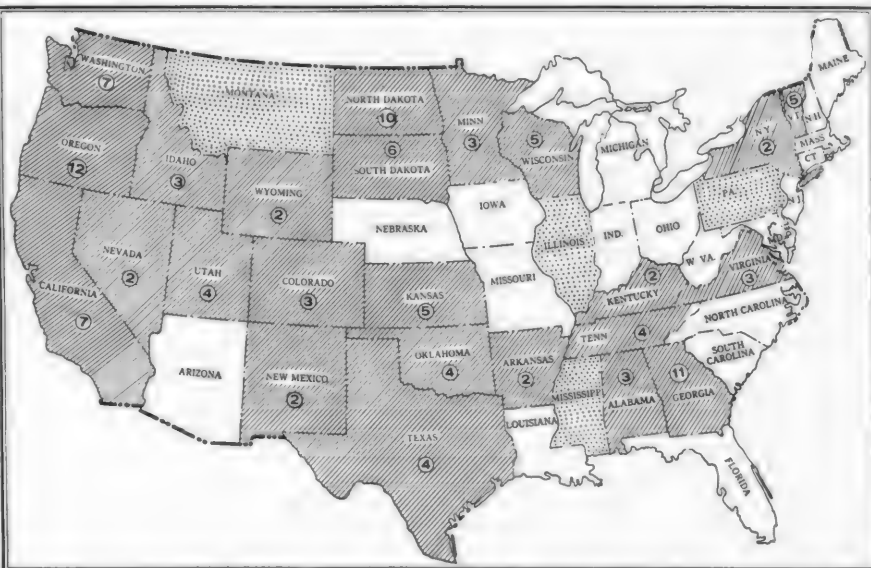 WASHINGTON
7
MONTANA
NORTH DAKOTA
10
MINN
3
MAINE
OREGON
12
IDAHO
3
6
SOUTH DAKOTA
5
WISCONSIN
MICHIGAN
5
N.H.
N.Y.
2
MASS
CT
WYOMING
2
NEBRASKA
IOWA
ILLINOIS
IND.
OHIO
PA.
N.J.
MD.
NEVADA
2
UTAH
4
COLORADO
3
KANSAS
5
MISSOURI
2
KENTUCKY
W. VA.
VIRGINIA
3
CALIFORNIA
7
ARIZONA
NEW MEXICO
2
OKLAHOMA
4
ARKANSAS
2
TENN
4
NORTH CAROLINA
SOUTH
CAROLINA
TEXAS
4
LOUISIANA
MISSISSIPPI
3
ALABAMA
11
GEORGIA
FLORIDA